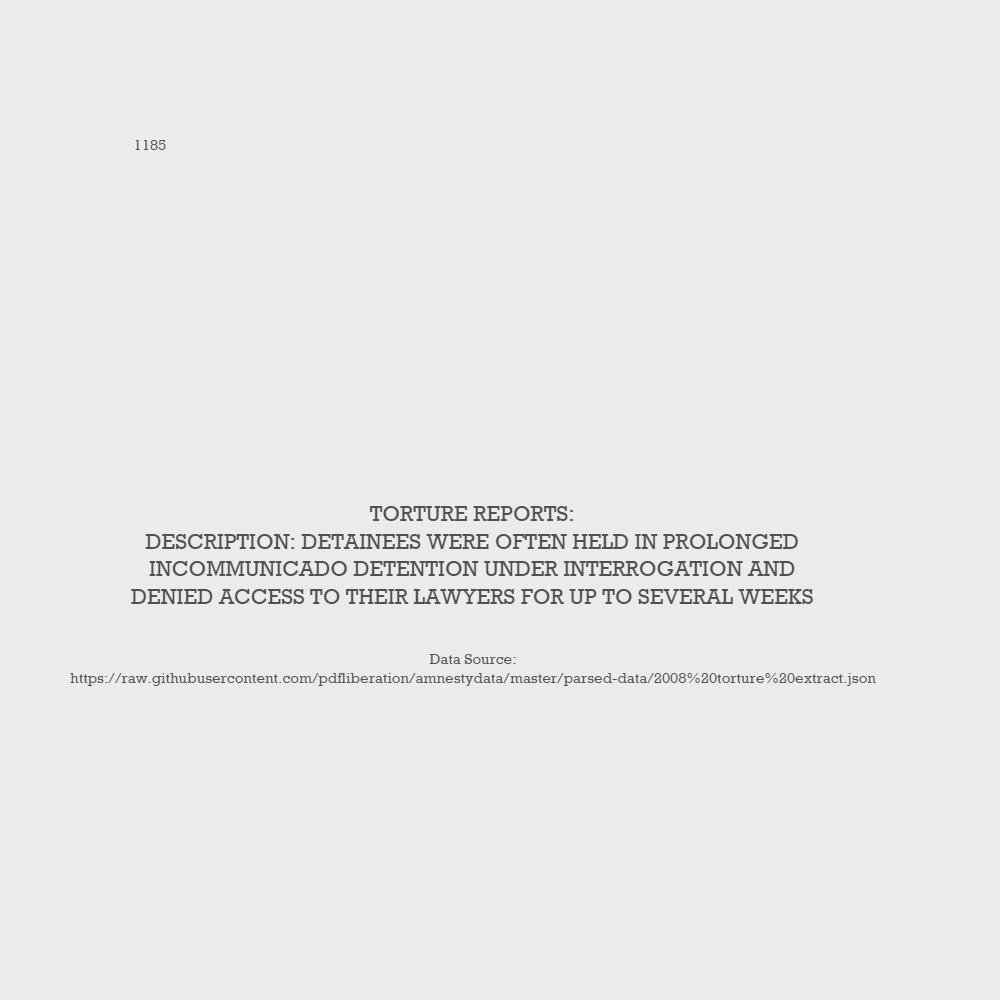 1185
TORTURE REPORTS:
DESCRIPTION: DETAINEES WERE OFTEN HELD IN PROLONGED
INCOMMUNICADO DETENTION UNDER INTERROGATION AND
DENIED ACCESS TO THEIR LAWYERS FOR UP TO SEVERAL WEEKS
Data Source:
https://raw.githubusercontent.com/pdfliberation/amnestydata/master/parsed-data/2008%20torture%20extract.json